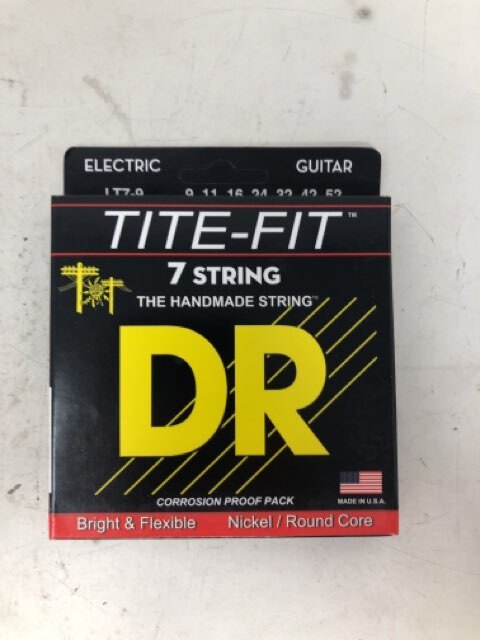 ELECTRIC GUITAR
LT7-9 9 11 16 24 32 42 52
TITE-FIT™
7 STRING
THE HANDMADE STRING™
DR
CORROSION PROOF PACK
MADE IN U.S.A.
Bright & Flexible Nickel / Round Core